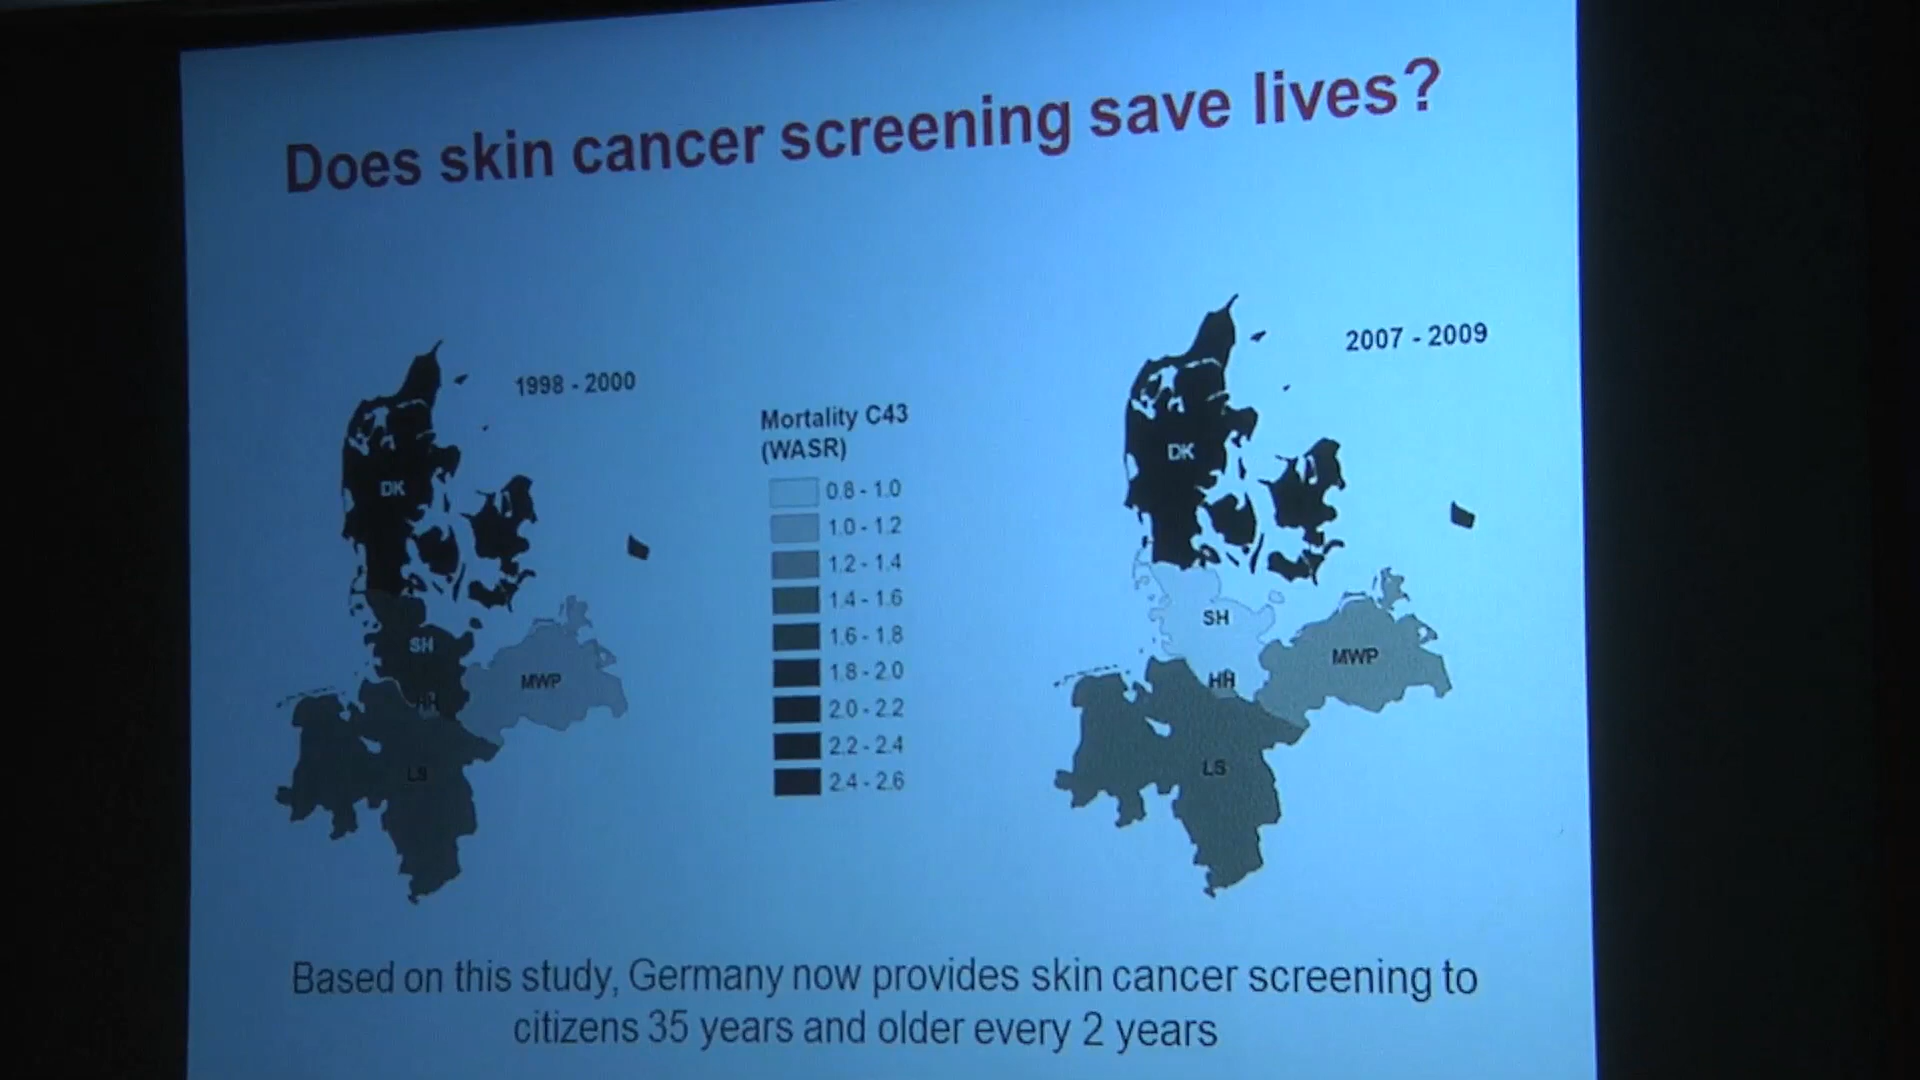 Does skin cancer screening save lives?
1998 - 2000
DK
SH
HH
MWP
LS
Mortality C43
(WASR)
0.8 - 1.0
1.0 - 1.2
1.2 - 1.4
1.4 - 1.6
1.6 - 1.8
1.8 - 2.0
2.0 - 2.2
2.2 - 2.4
2.4 - 2.6
2007 - 2009
DK
SH
HH
MWP
LS
Based on this study, Germany now provides skin cancer screening to
citizens 35 years and older every 2 years